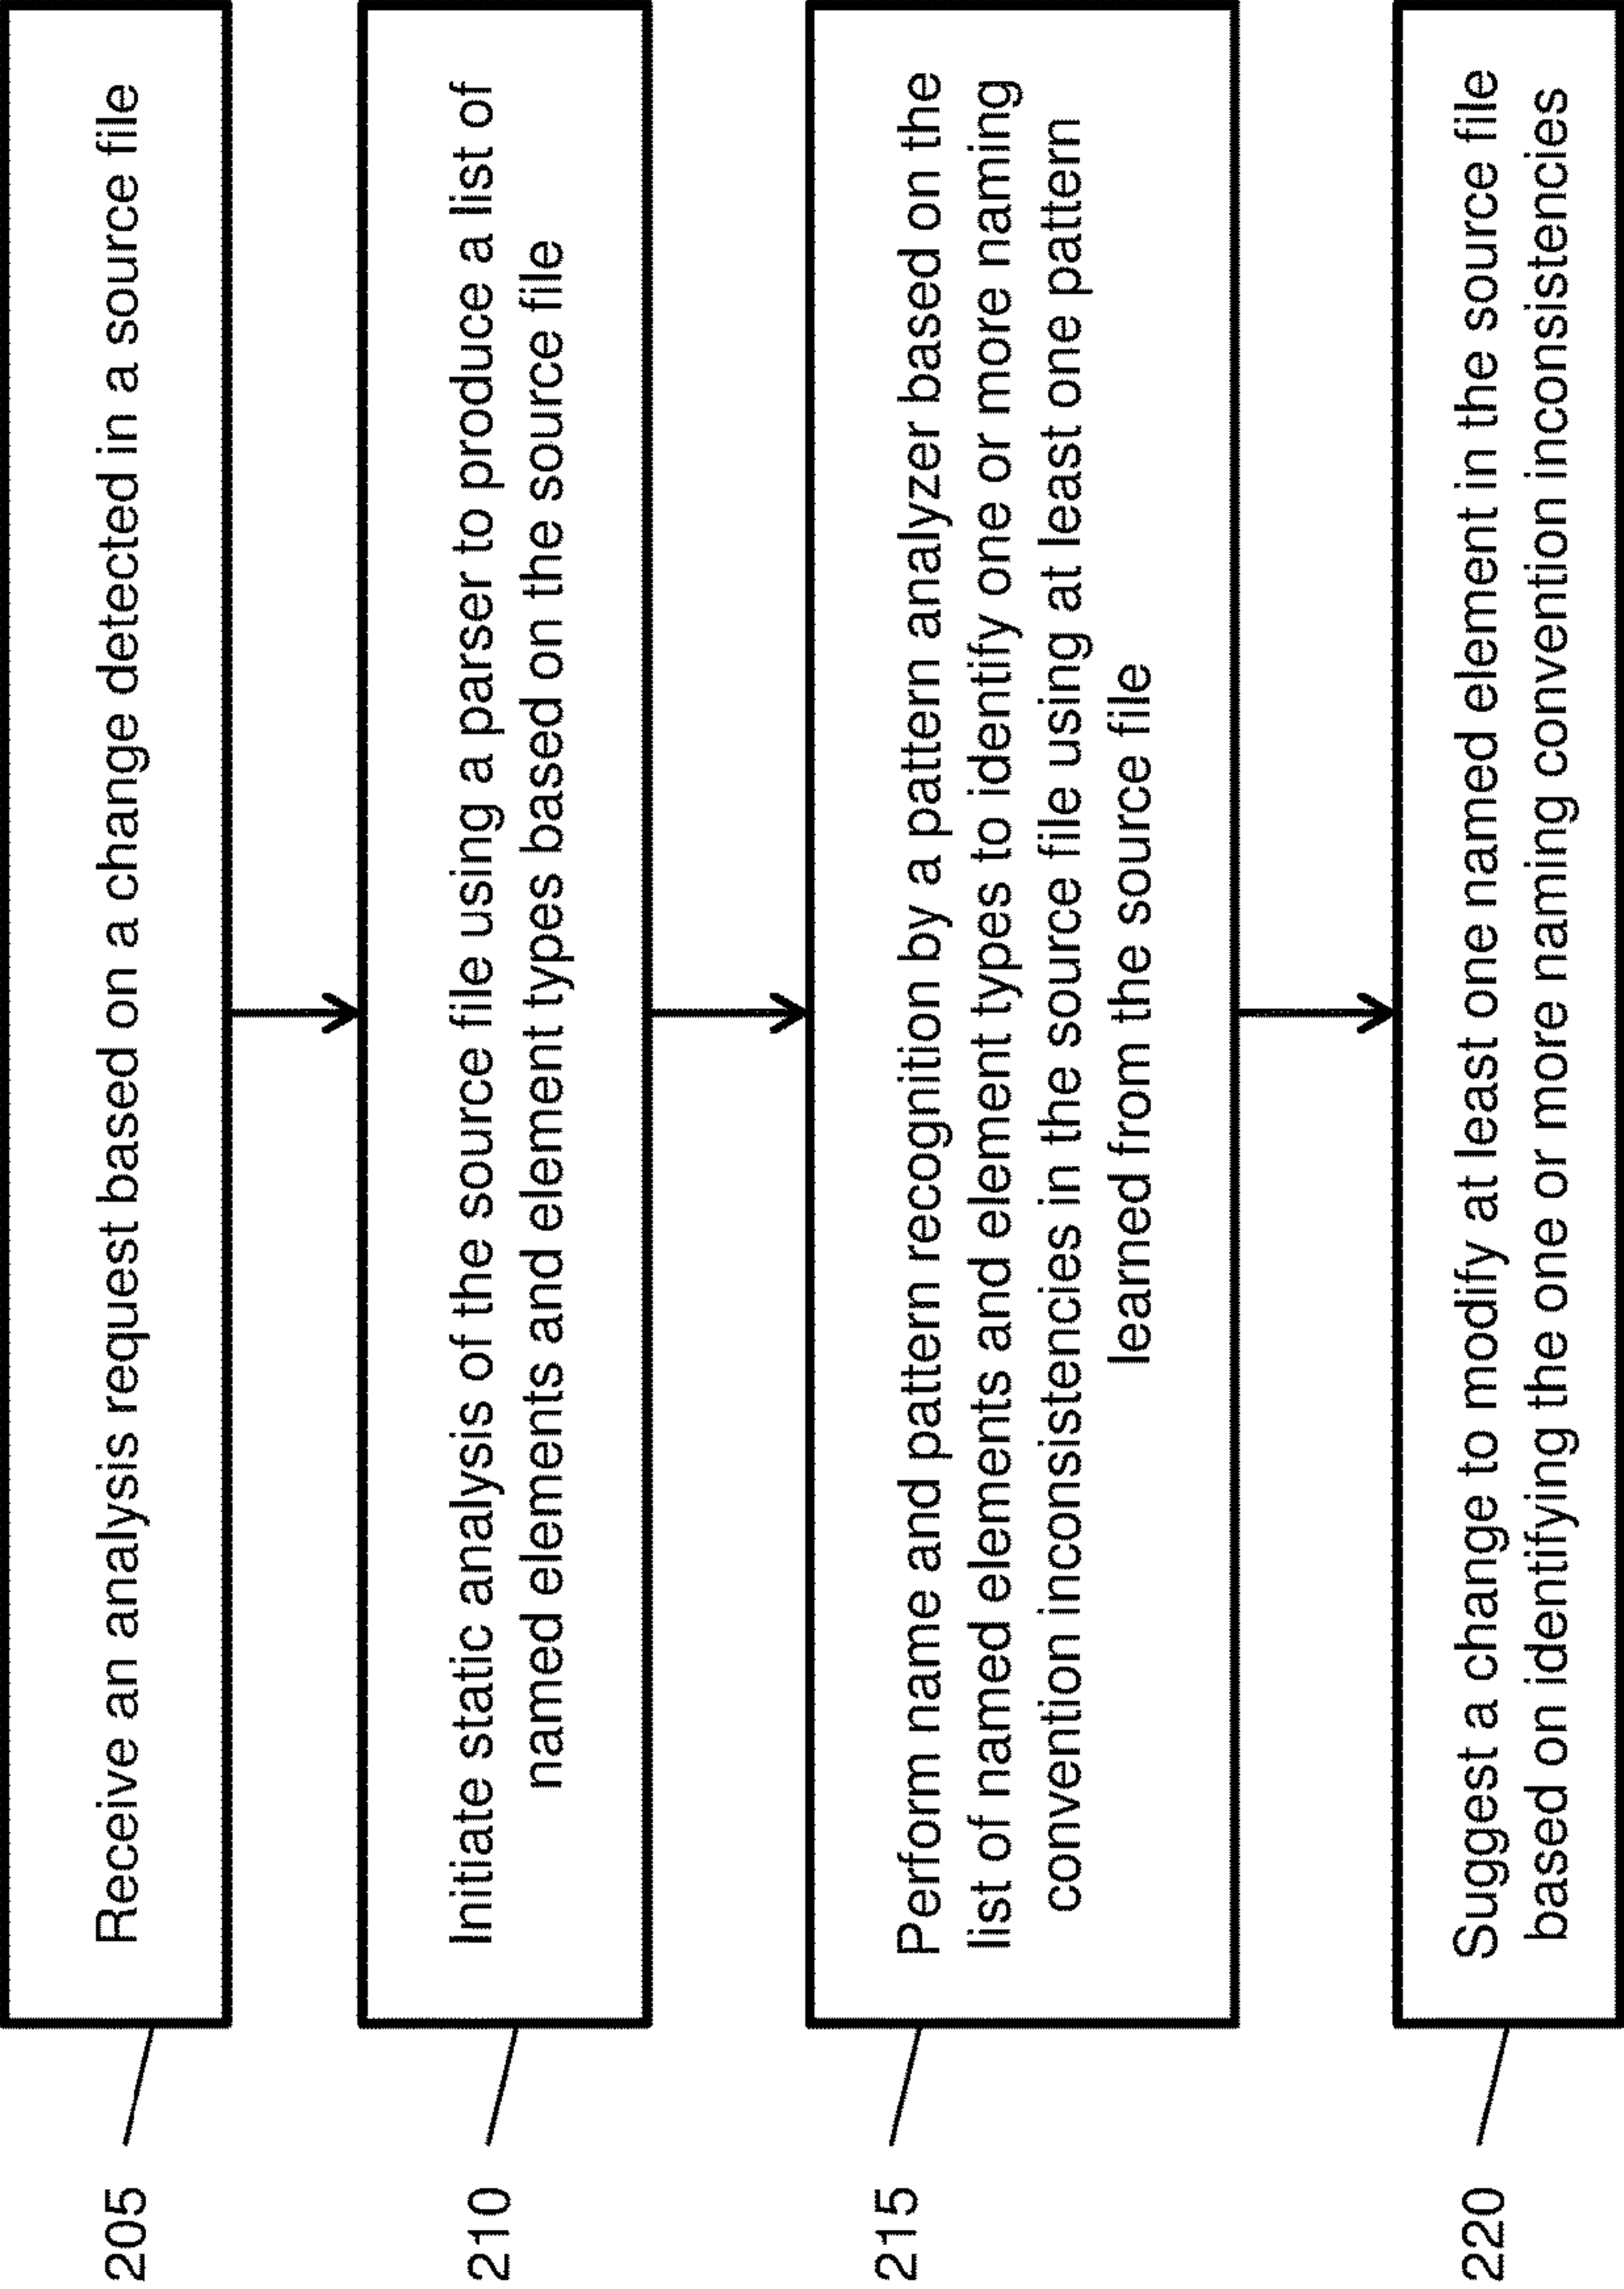 205
Receive an analysis request based on a change detected in a source file
210
Initiate static analysis of the source file using a parser to produce a list of
named elements and element types based on the source file
215
Perform name and pattern recognition by a pattern analyzer based on the
list of named elements and element types to identify one or more naming
convention inconsistencies in the source file using at least one pattern
learned from the source file
220
Suggest a change to modify at least one named element in the source file
based on identifying the one or more naming convention inconsistencies